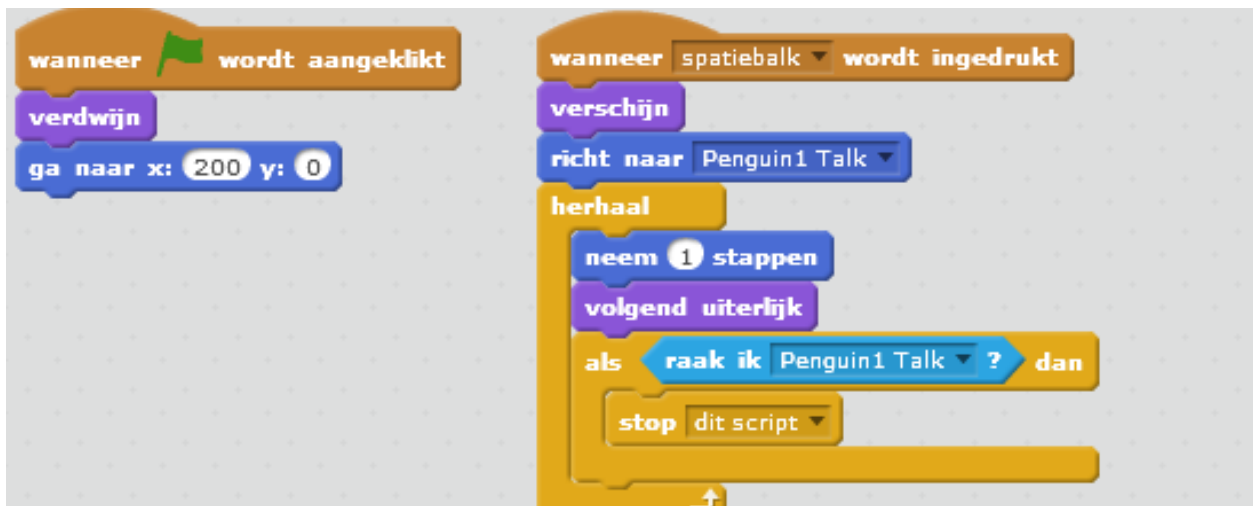 wanneer wordt aangeklikt
verdwijn
ga naar x: 200 y: 0
wanneer spatiebalk wordt ingedrukt
verschijn
richt naar Penguin1 Talk
herhaal
neem 1 stappen
volgend uiterlijk
als raak ik Penguin1 Talk ? dan
stop dit script